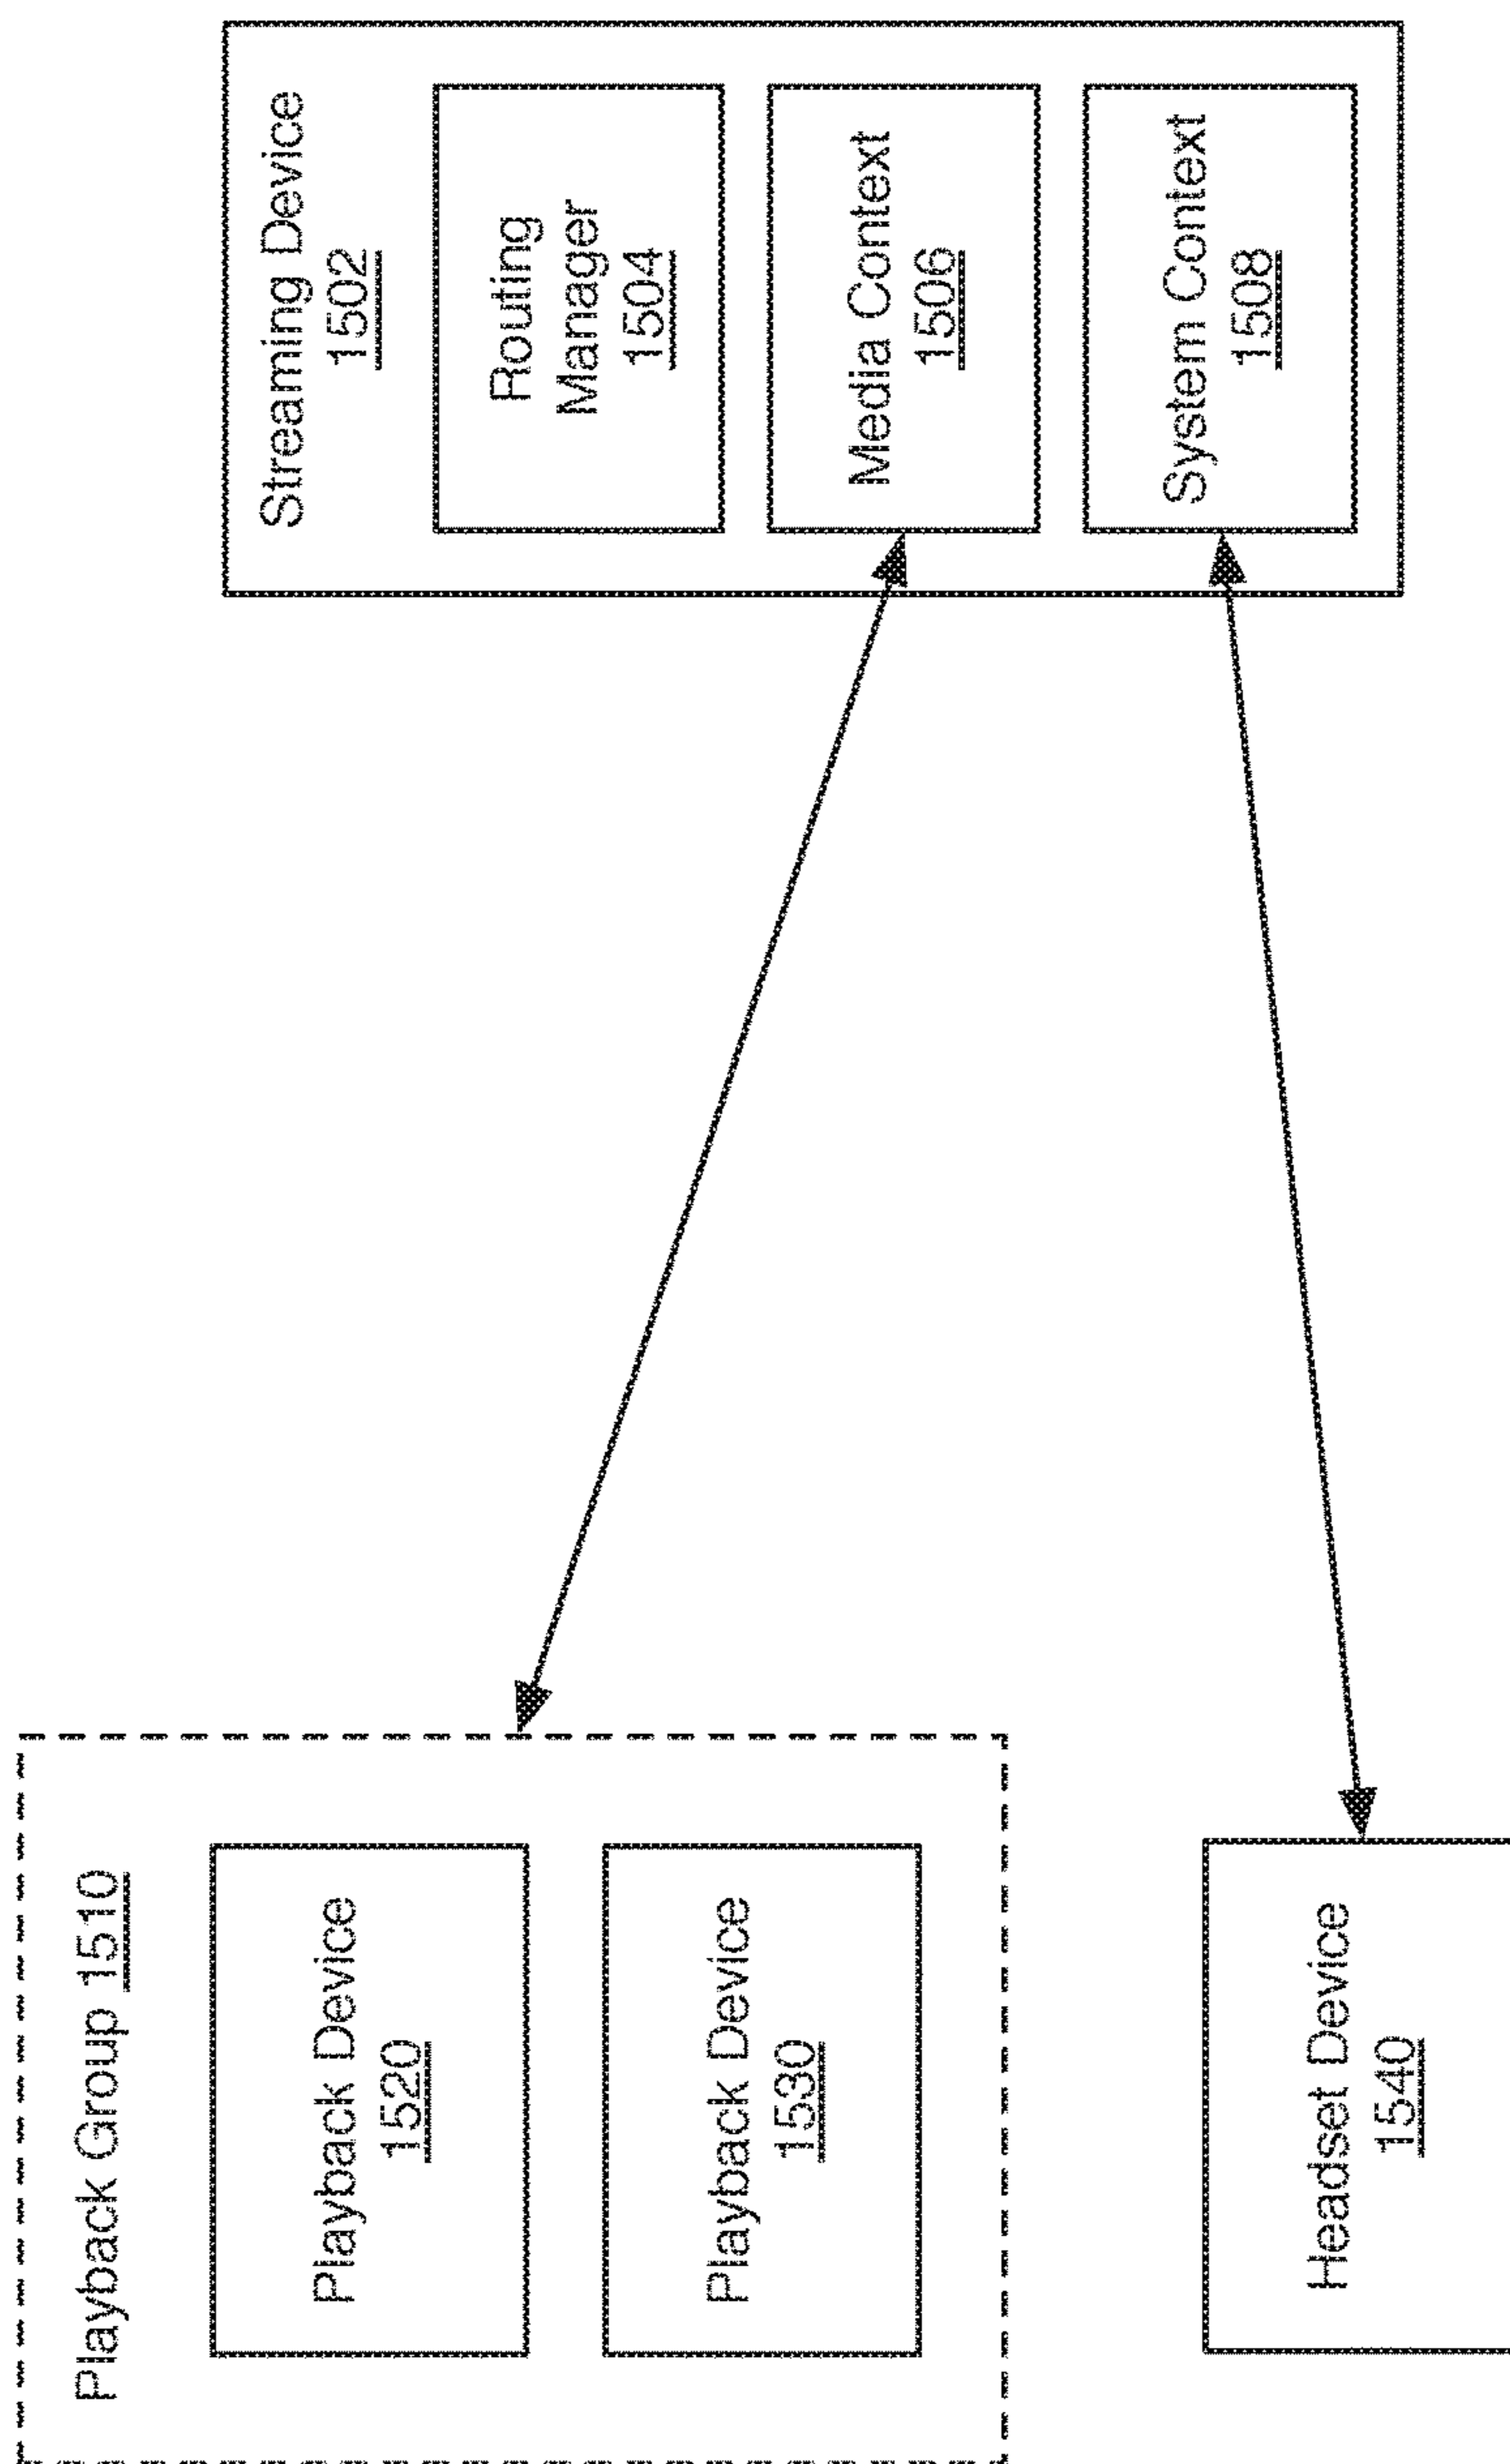 Playback Group 1510
Playback Device
1520
Playback Device
1530
Headset Device
1540
Streaming Device
1502
Routing
Manager
1504
Media Context
1506
System Context
1508